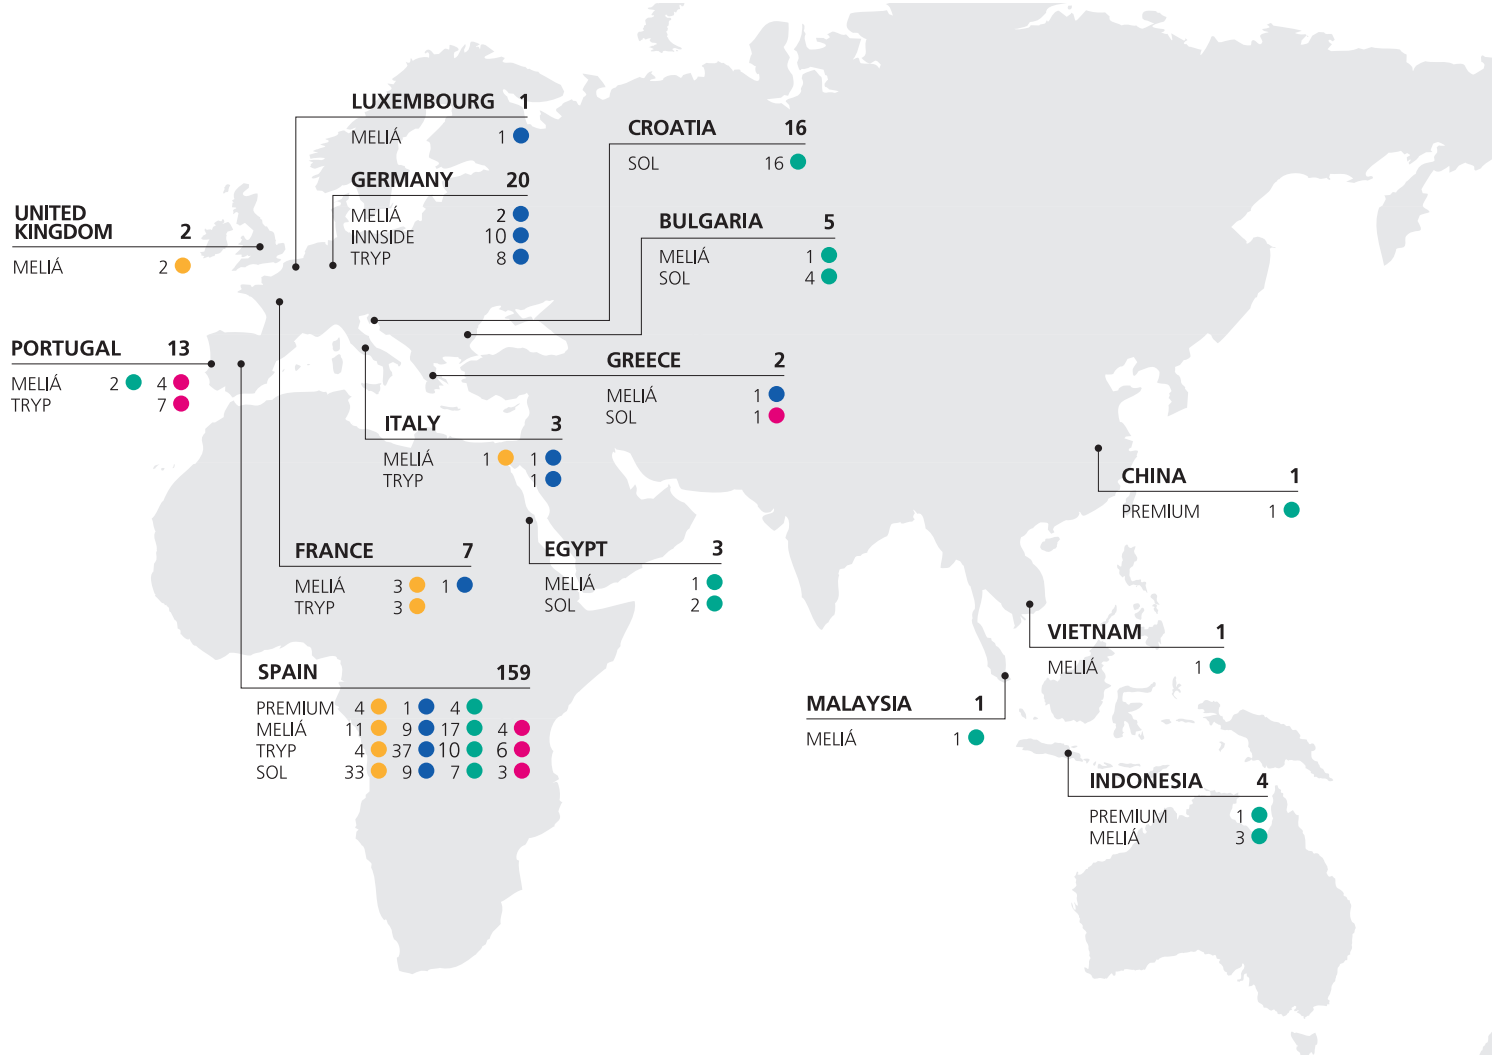 LUXEMBOURG 1
MELIÁ 1
GERMANY 20
MELIÁ 2
INNSIDE 10
TRYP 8
CROATIA 16
SOL 16
BULGARIA 5
MELIÁ 1
SOL 4
UNITED
KINGDOM 2
MELIÁ 2
PORTUGAL 13
MELIÁ 2 4
TRYP 7
GREECE 2
MELIÁ 1
SOL 1
ITALY 3
MELIÁ 1 1
TRYP 1
CHINA 1
PREMIUM 1
FRANCE 7
MELIÁ 3 1
TRYP 3
EGYPT 3
MELIÁ 1
SOL 2
VIETNAM 1
MELIÁ 1
SPAIN 159
PREMIUM 4 1 4
MELIÁ 11 9 17 4
TRYP 4 37 10 6
SOL 33 9 7 3
MALAYSIA 1
MELIÁ 1
INDONESIA 4
PREMIUM 1
MELIÁ 3